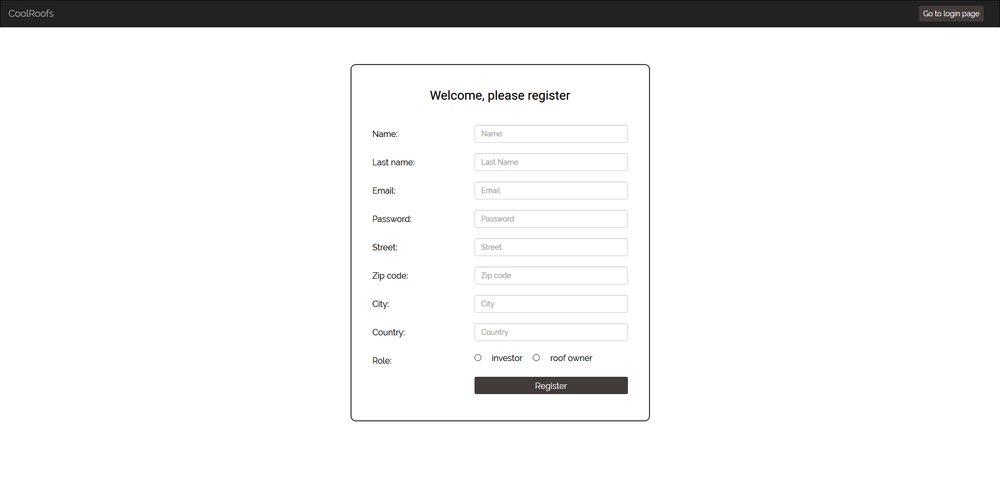 CoolRoofs
Go to login page
Welcome, please register
Name: Name
Last name: Last Name
Email: Email
Password: Password
Street: Street
Zip code: Zip code
City: City
Country: Country
Role: investor roof owner
Register